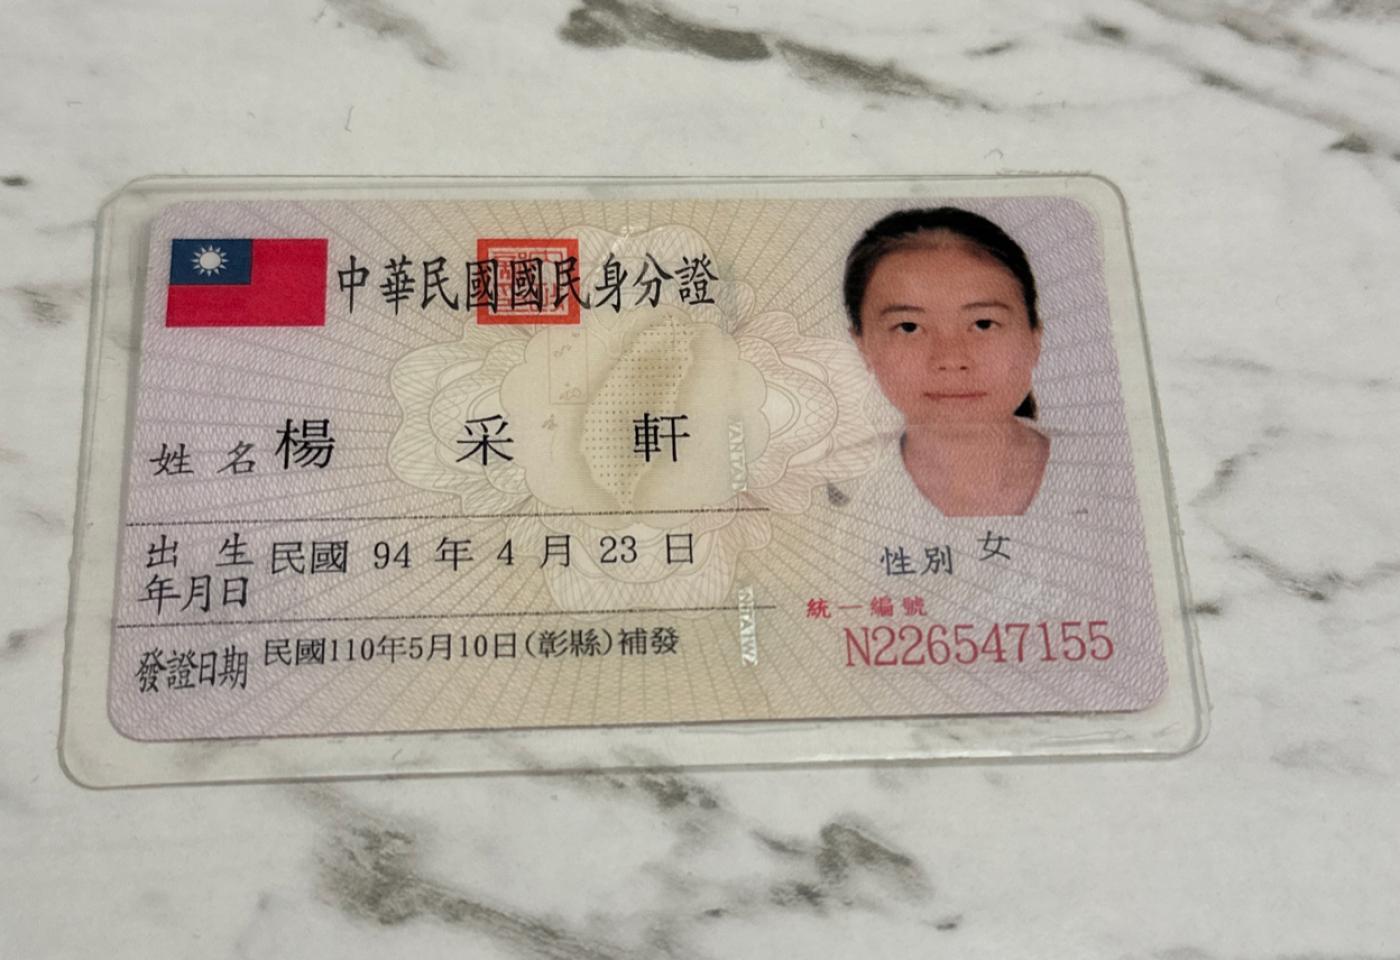 中華民國國民身分證
姓名 楊采軒
出生年月日 民國 94 年 4 月 23 日
發證日期 民國110年5月10日(彰縣)補發
性別 女
統一編號
N226547155